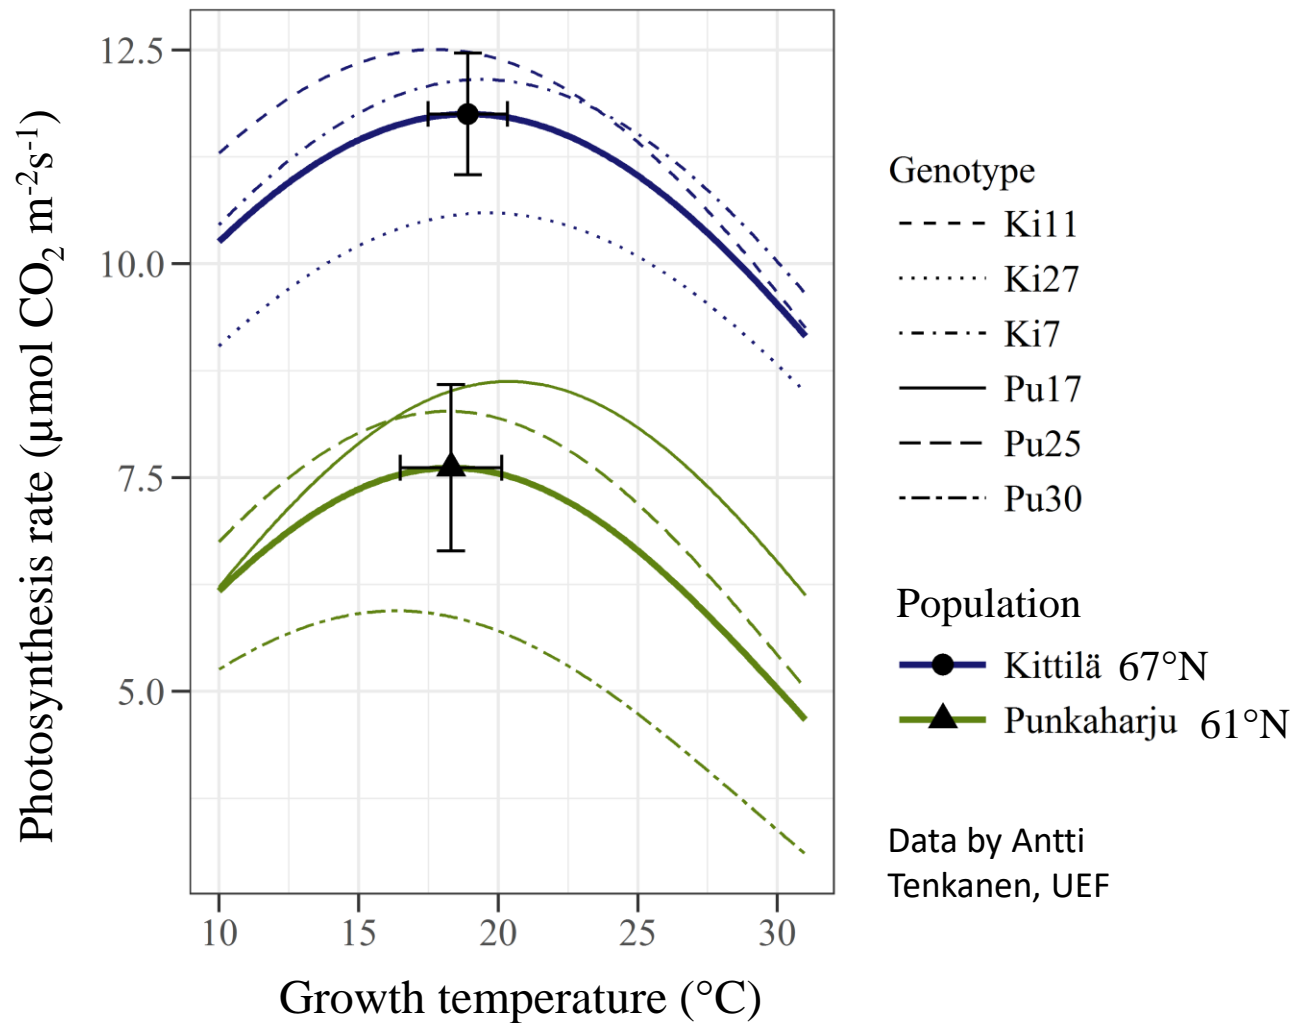 Photosynthesis rate (μmol CO₂ m⁻²s⁻¹)
12.5
10.0
7.5
5.0
10 15 20 25 30
Growth temperature (°C)
Genotype
Ki11
Ki27
Ki7
Pu17
Pu25
Pu30
Population
Kittilä 67°N
Punkaharju 61°N
Data by Antti
Tenkanen, UEF